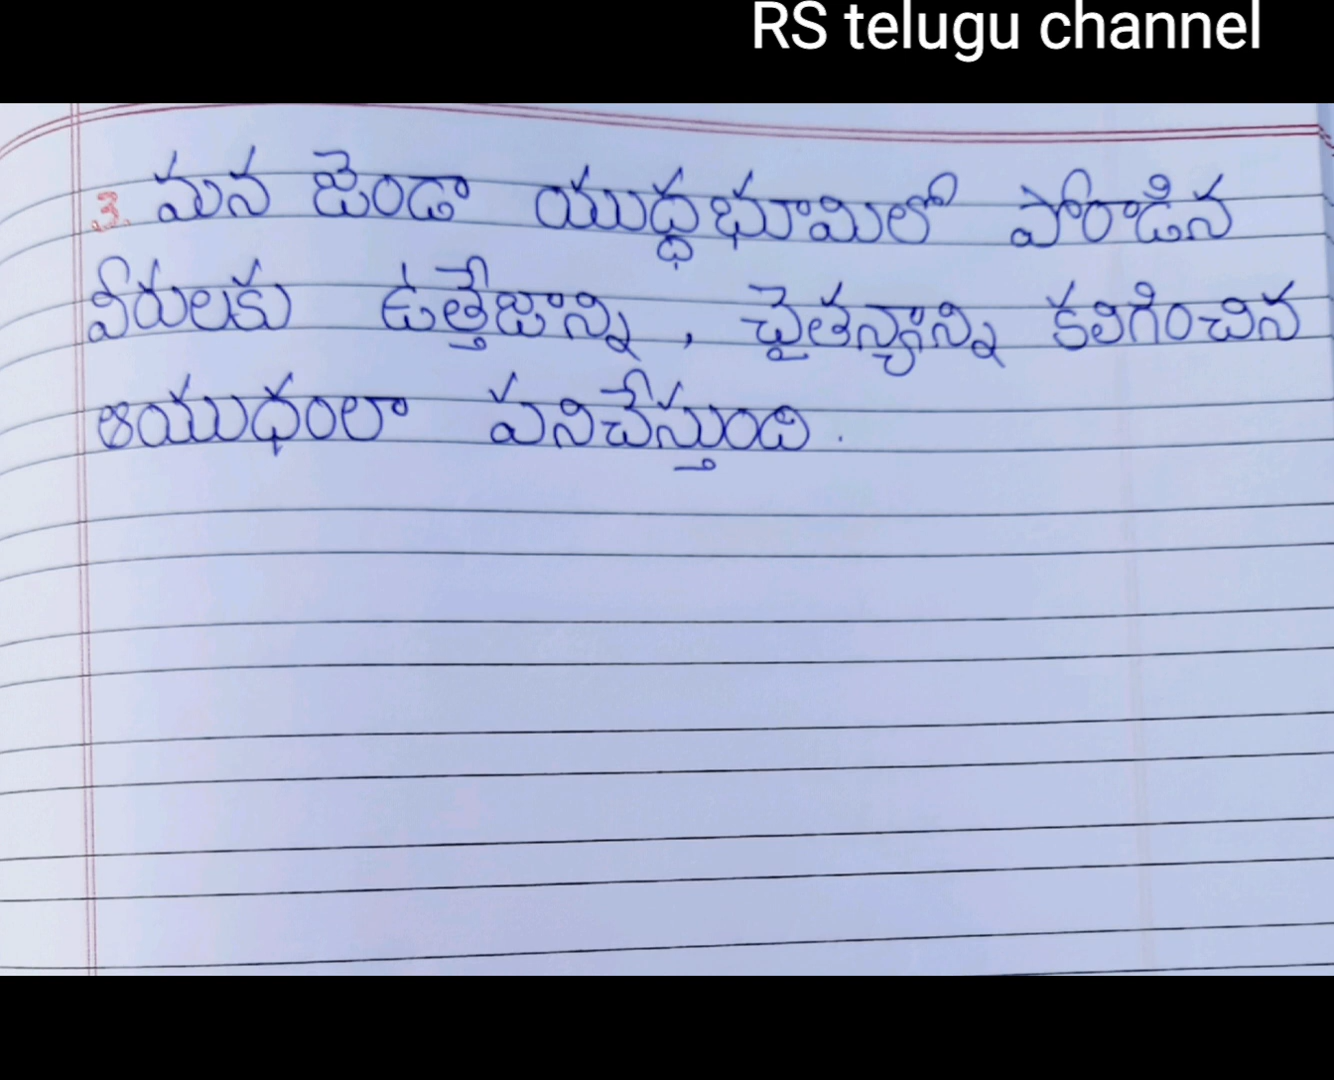 RS telugu channel
3. మన జెండా యుద్ధభూమిలో పోరాడిన
వీరులకు ఉత్తేజాన్ని , చైతన్యాన్ని కలిగించిన
ఆయుధంలా పనిచేస్తుంది .